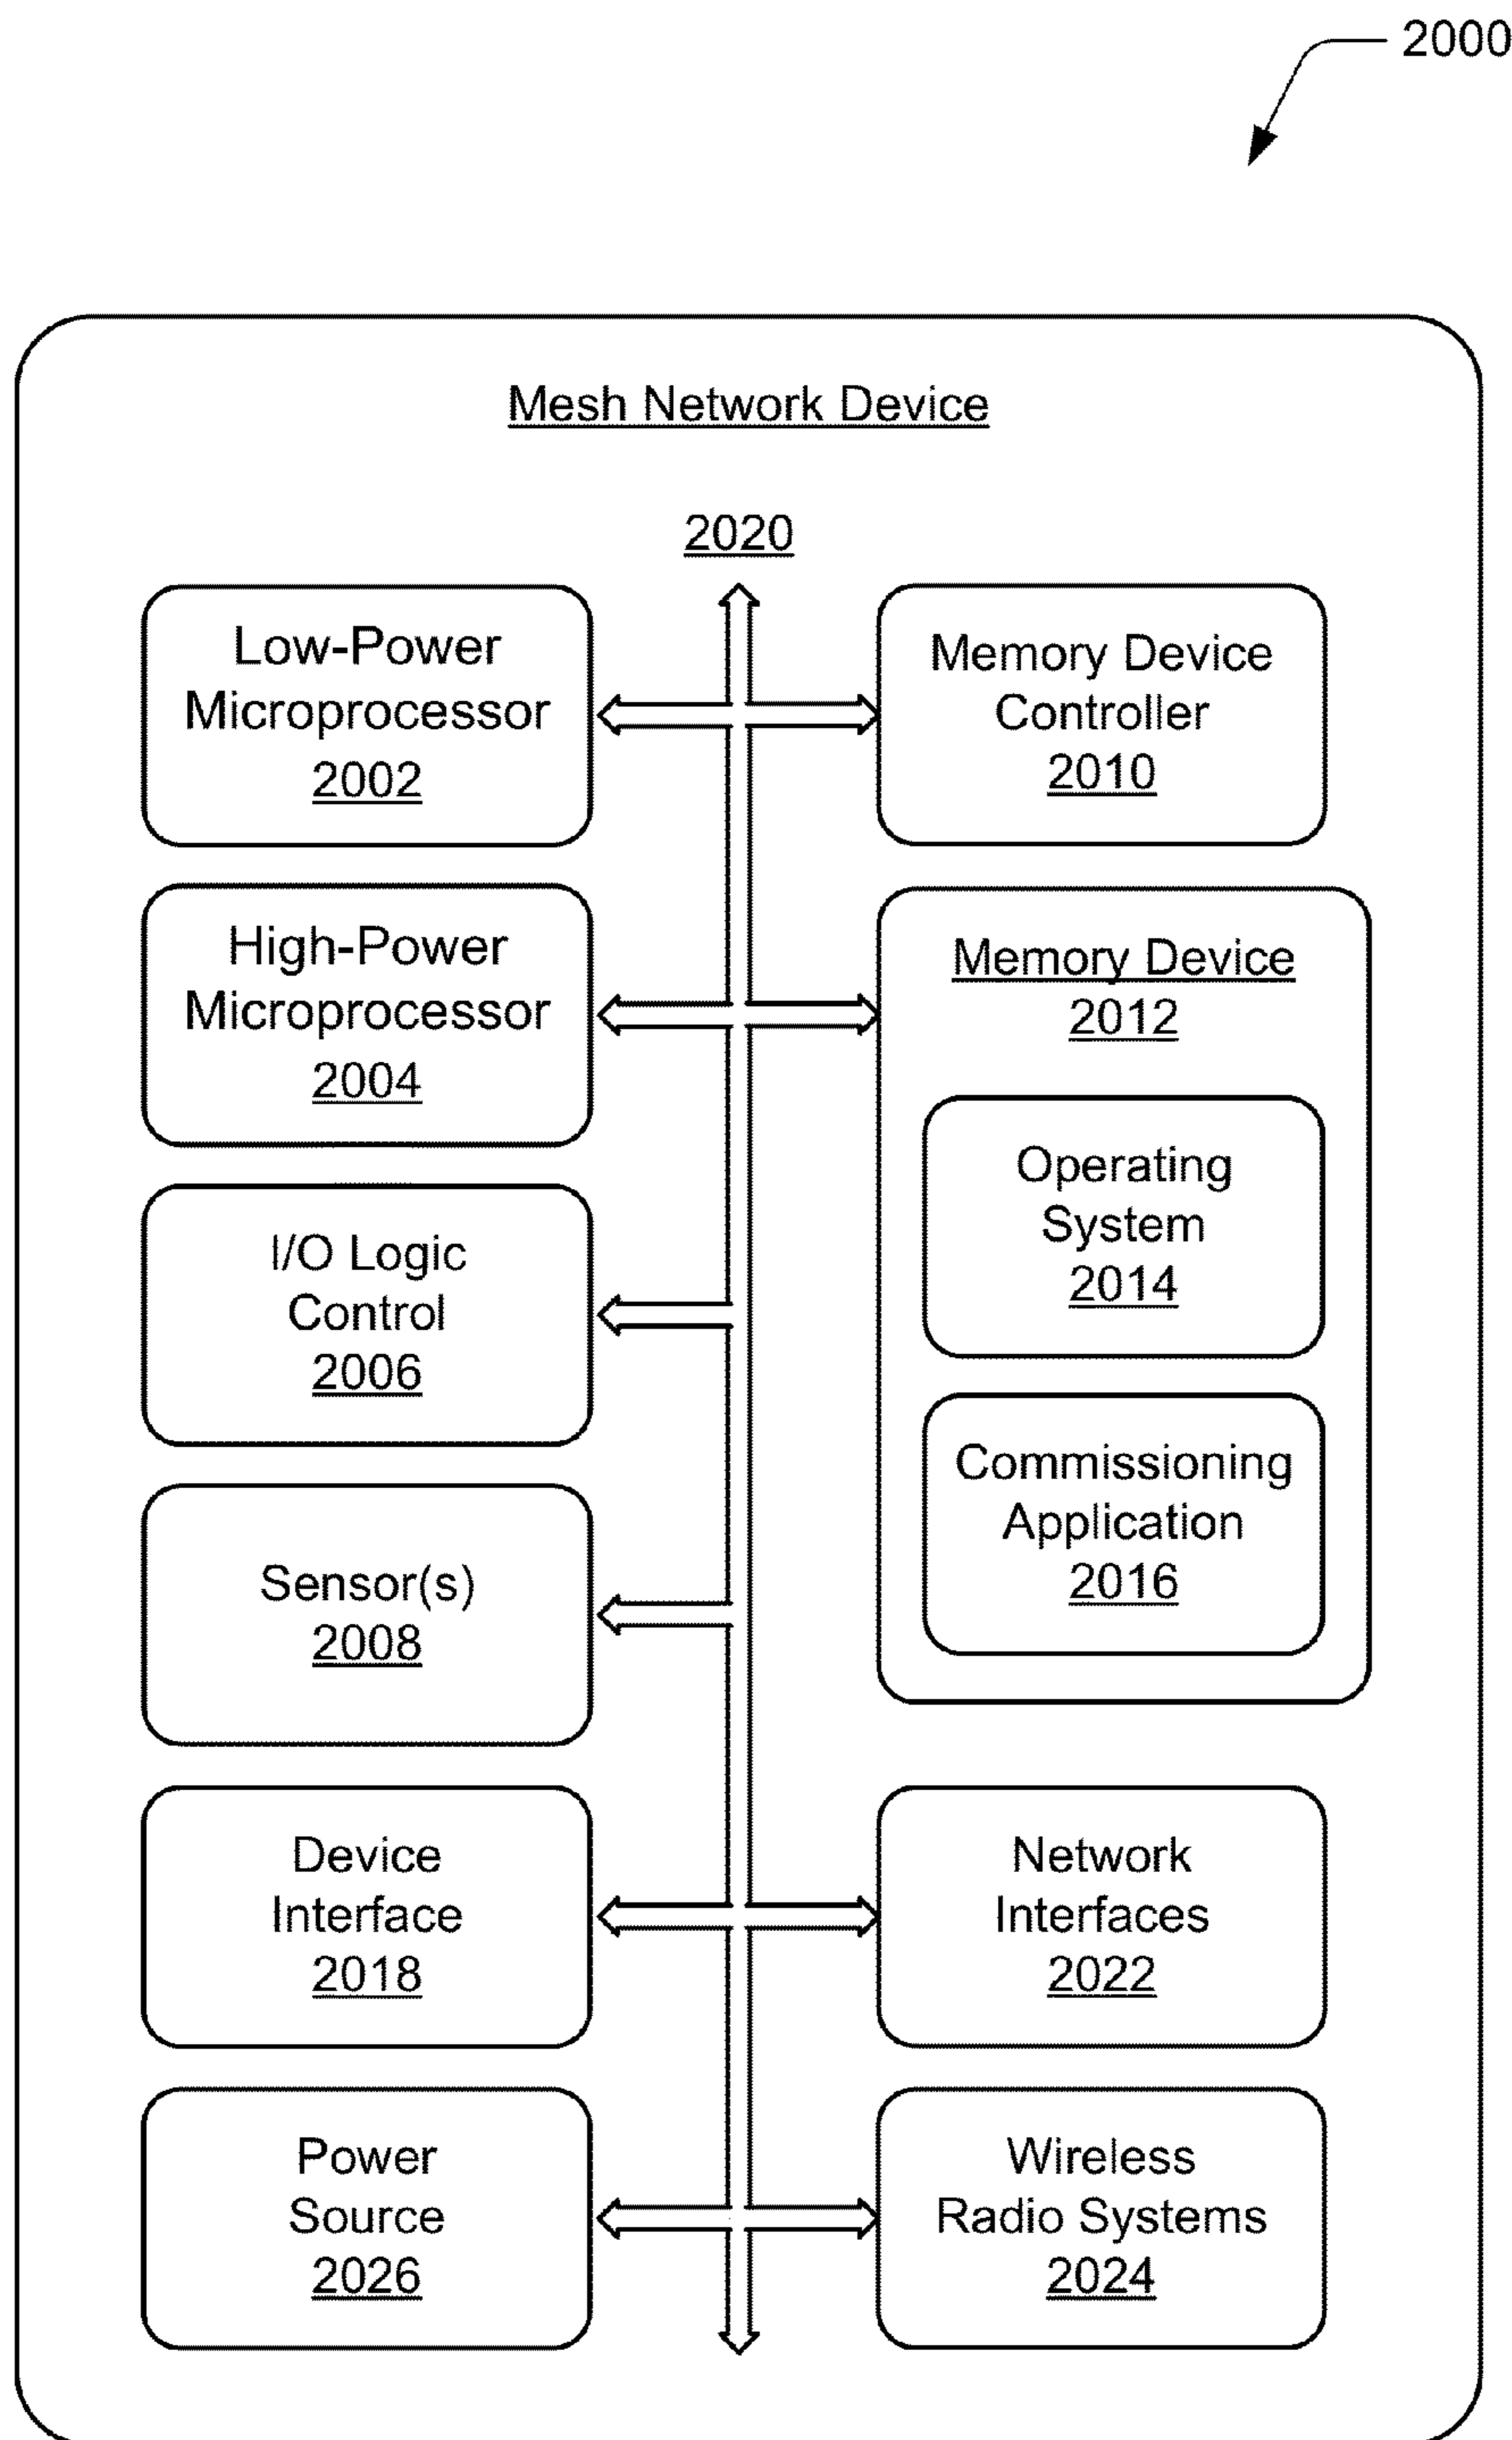 2000
Mesh Network Device
2020
Low-Power
Microprocessor
2002
Memory Device
Controller
2010
High-Power
Microprocessor
2004
Memory Device
2012
Operating
System
2014
I/O Logic
Control
2006
Commissioning
Application
2016
Sensor(s)
2008
Device
Interface
2018
Network
Interfaces
2022
Power
Source
2026
Wireless
Radio Systems
2024